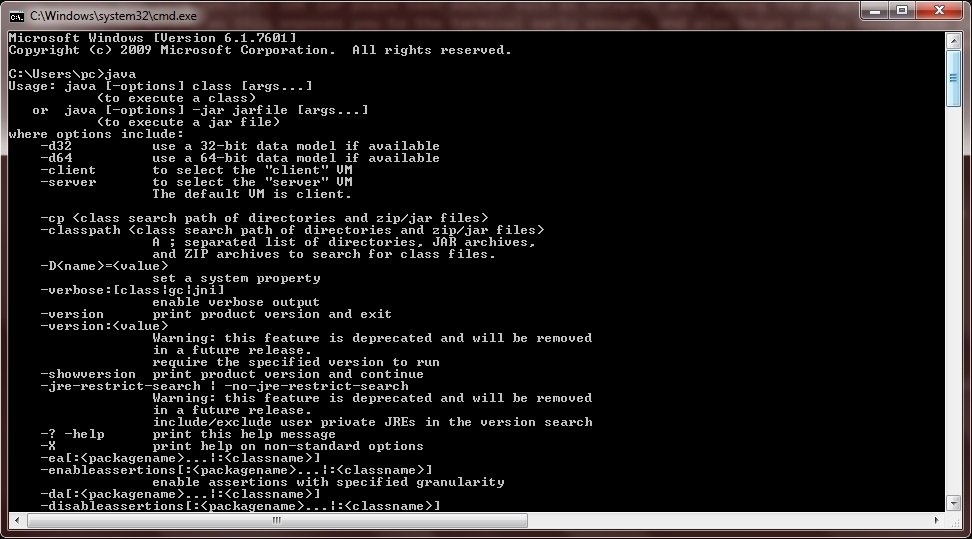 C:\Windows\system32\cmd.exe
Microsoft Windows [Version 6.1.7601]
Copyright (c) 2009 Microsoft Corporation.  All rights reserved.

C:\Users\pc>java
Usage: java [-options] class [args...]
           (to execute a class)
   or  java [-options] -jar jarfile [args...]
           (to execute a jar file)
where options include:
    -d32          use a 32-bit data model if available
    -d64          use a 64-bit data model if available
    -client       to select the "client" VM
    -server       to select the "server" VM
                  The default VM is client.

    -cp <class search path of directories and zip/jar files>
    -classpath <class search path of directories and zip/jar files>
                  A ; separated list of directories, JAR archives,
                  and ZIP archives to search for class files.
    -D<name>=<value>
                  set a system property
    -verbose:[class|gc|jni]
                  enable verbose output
    -version      print product version and exit
    -version:<value>
                  Warning: this feature is deprecated and will be removed
                  in a future release.
                  require the specified version to run
    -showversion  print product version and continue
    -jre-restrict-search | -no-jre-restrict-search
                  Warning: this feature is deprecated and will be removed
                  in a future release.
                  include/exclude user private JREs in the version search
    -? -help      print this help message
    -X            print help on non-standard options
    -ea[:<packagename>...|:<classname>]
    -enableassertions[:<packagename>...|:<classname>]
                  enable assertions with specified granularity
    -da[:<packagename>...|:<classname>]
    -disableassertions[:<packagename>...|:<classname>]